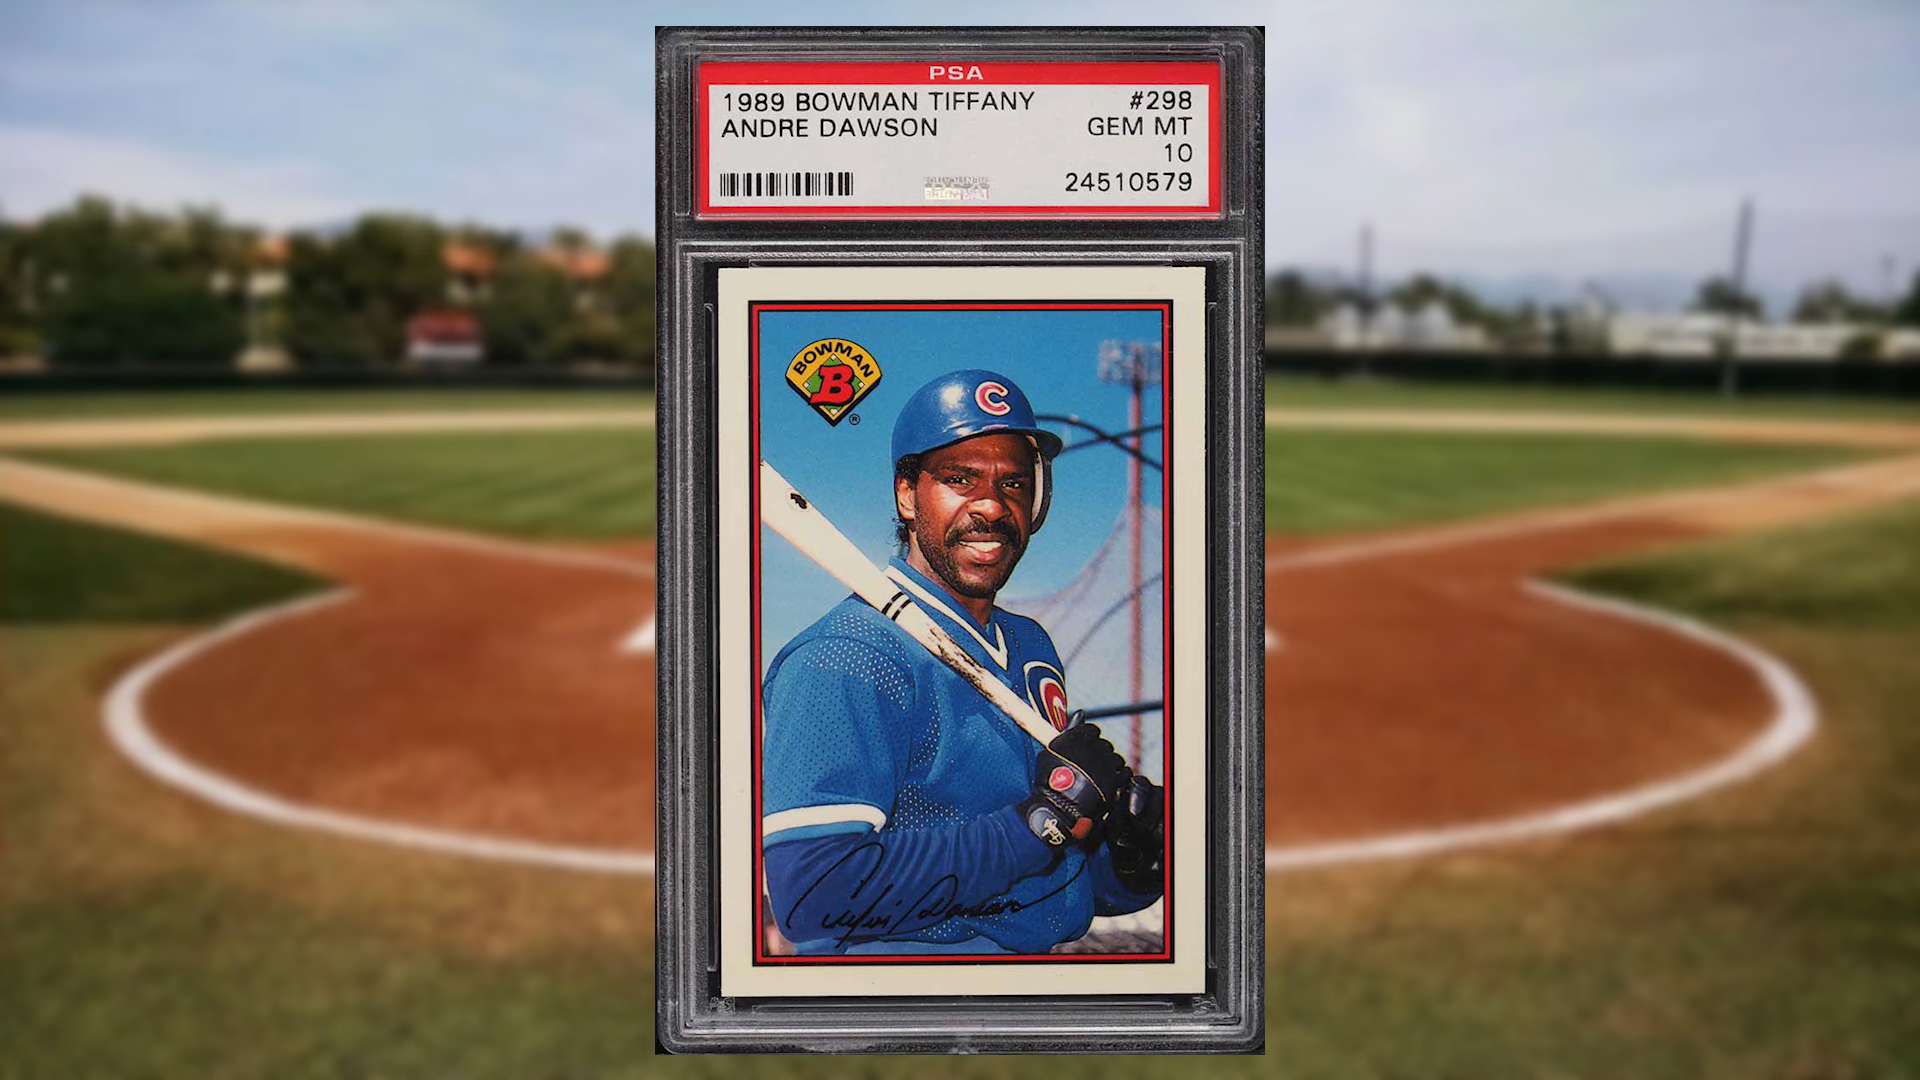 PSA
1989 BOWMAN TIFFANY #298
ANDRE DAWSON GEM MT
10
24510579
BOWMAN
B
®
C